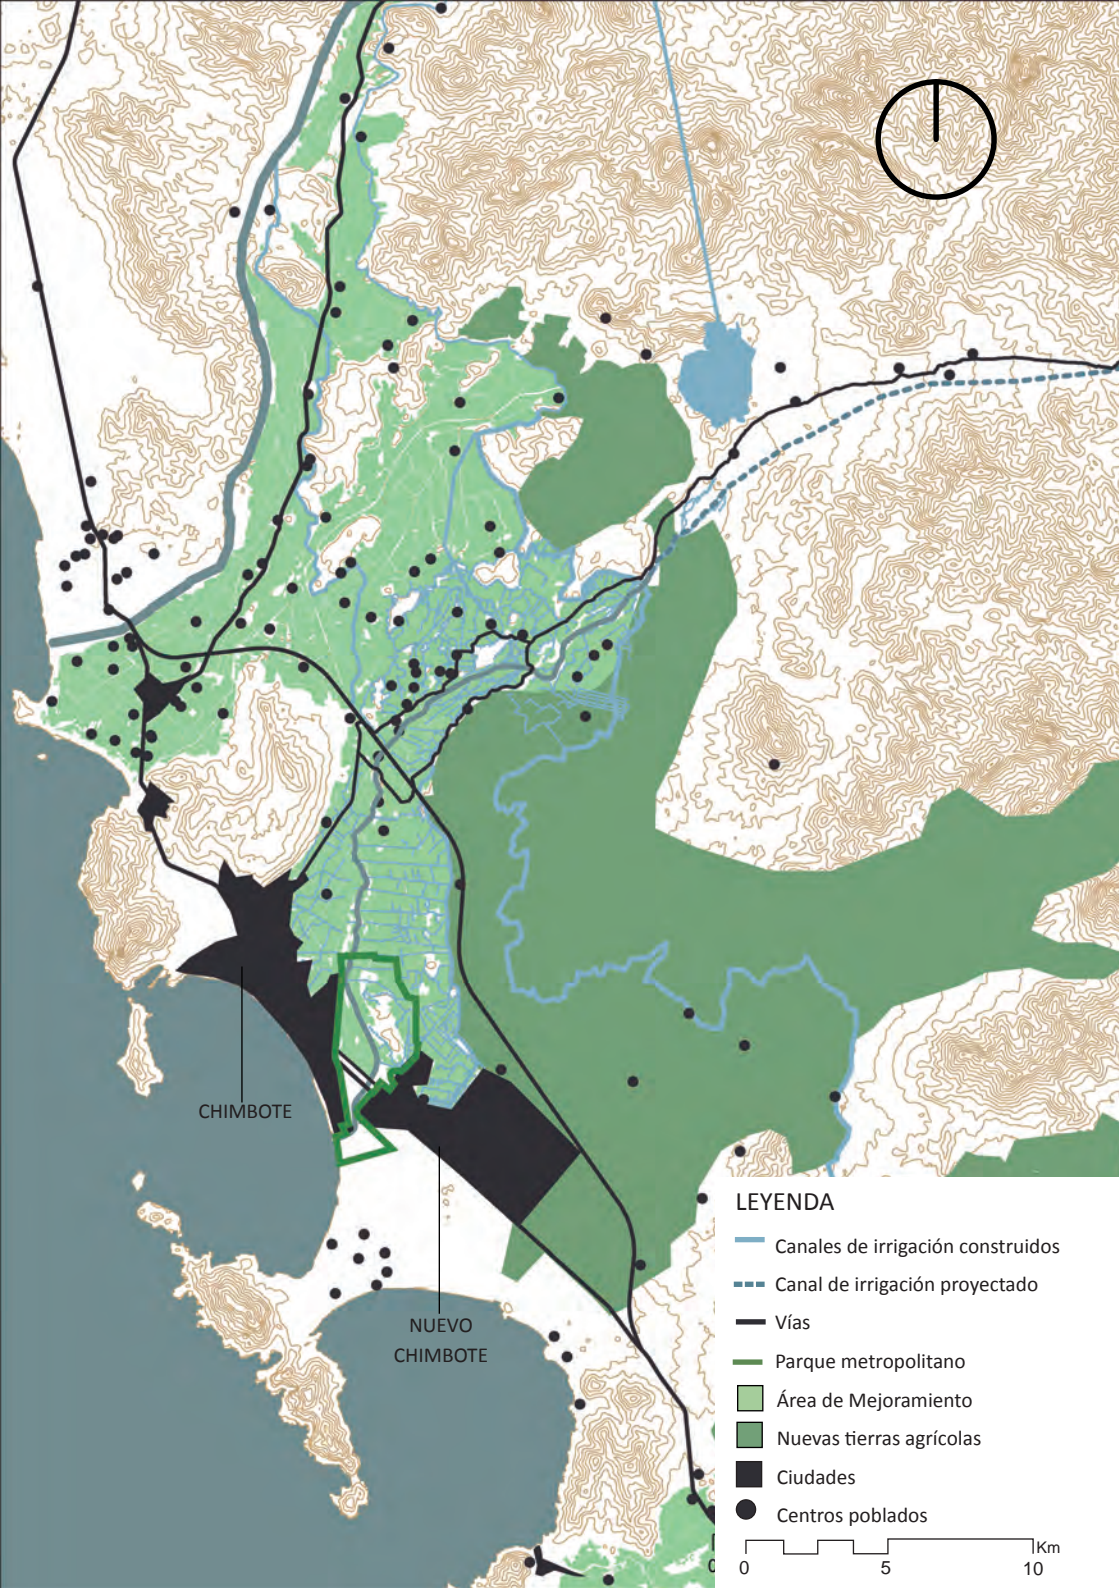 CHIMBOTE
NUEVO
CHIMBOTE
LEYENDA
Canales de irrigación construidos
Canal de irrigación proyectado
Vías
Parque metropolitano
Área de Mejoramiento
Nuevas tierras agrícolas
Ciudades
Centros poblados
Km
0 5 10